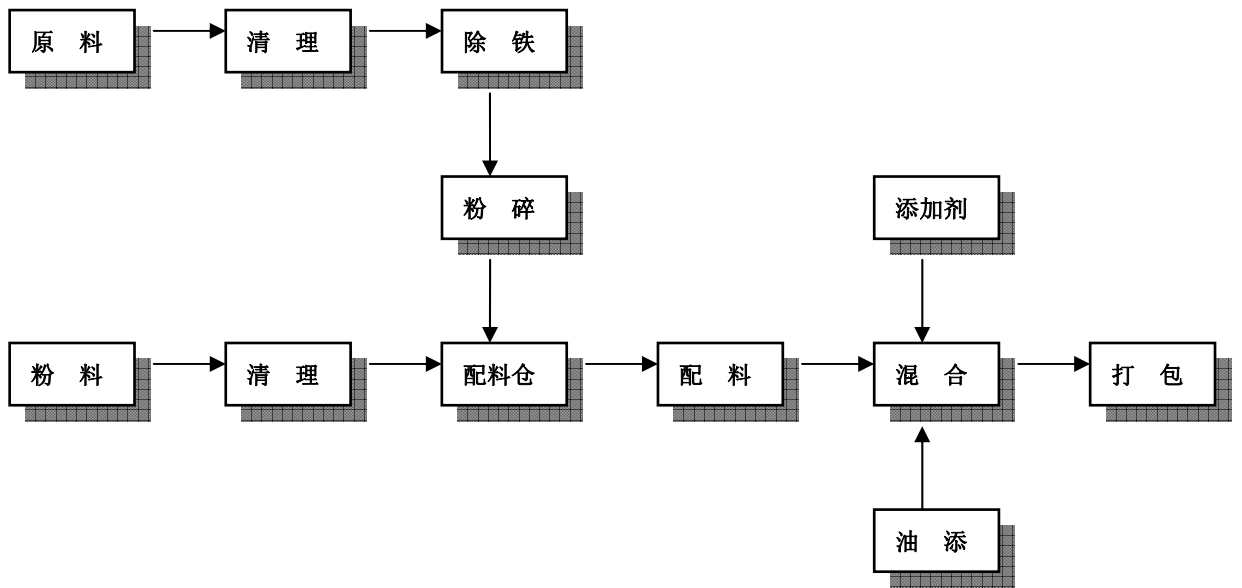 原 料
清 理
除 铁
粉 碎
添加剂
粉 料
清 理
配料仓
配 料
混 合
打 包
油 添